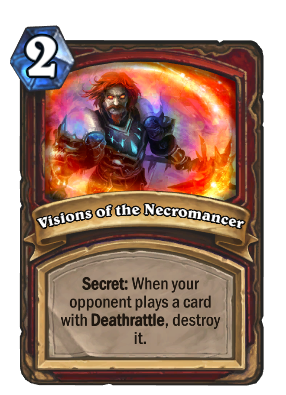 2
Visions of the Necromancer
Secret: When your
opponent plays a card
with Deathrattle, destroy
it.